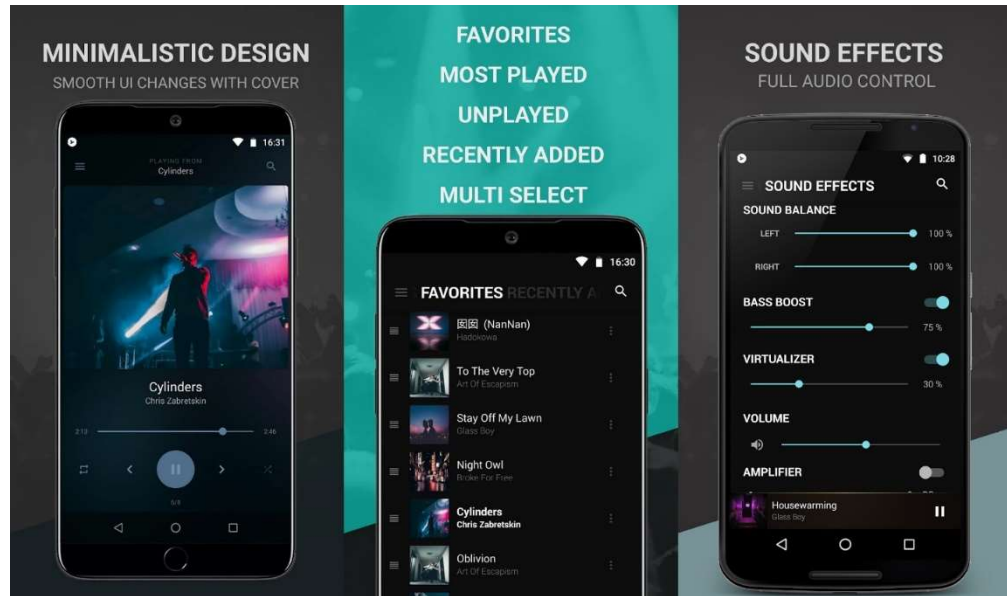 MINIMALISTIC DESIGN
SMOOTH UI CHANGES WITH COVER
16:31
PLAYING FROM
Cylinders
Cylinders
Chris Zabretskin
2:13
2:46
5/9
FAVORITES
MOST PLAYED
UNPLAYED
RECENTLY ADDED
MULTI SELECT
16:30
FAVORITES RECENTLY A
囡囡 (NanNan)
Hadokowa
To The Very Top
Art Of Escapism
Stay Off My Lawn
Glass Boy
Night Owl
Broke For Free
Cylinders
Chris Zabretskin
Oblivion
Art Of Escapism
SOUND EFFECTS
FULL AUDIO CONTROL
10:28
SOUND EFFECTS
SOUND BALANCE
LEFT 100 %
RIGHT 100 %
BASS BOOST
75 %
VIRTUALIZER
30 %
VOLUME
AMPLIFIER
Housewarming
Glass Boy